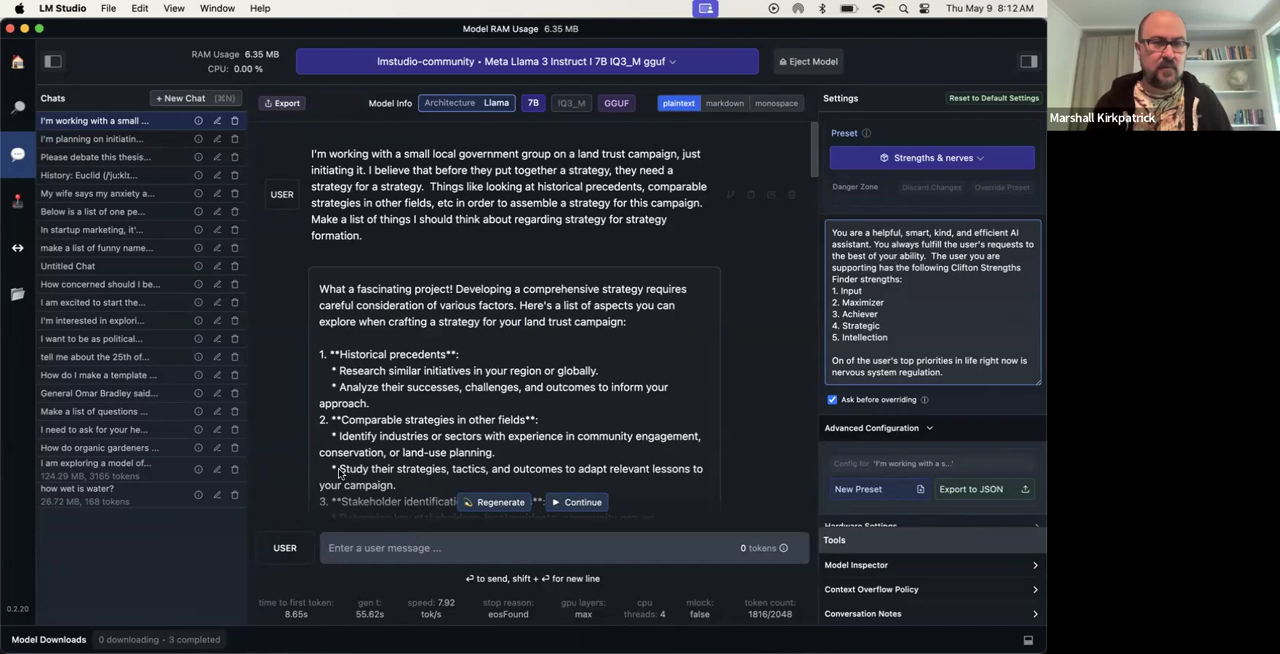 LM Studio File Edit Chat View Window Help Thu May 9 8:12 AM
Model RAM Usage 6.35 MB
RAM Usage 6.35 MB
CPU: 0.00 %
lmstudio-community • Meta Llama 3 Instruct I 7B IQ3_M gguf
Eject Model
Chats
+ New Chat (⌘N)
Export
Model Info
Architecture Llama
7B
IQ3_M
GGUF
plaintext markdown monospace
I'm working with a small ...
I'm planning on initiatin...
Please debate this thesis...
History: Euclid (/ˈjuːklɪ...
My wife says my anxiety a...
Below is a list of one pe...
In startup marketing, it'...
make a list of funny name...
Untitled Chat
How concerned should I be...
I am excited to start the...
I'm interested in explori...
I want to be as political...
tell me about the 25th of...
How do I make a template ...
General Omar Bradley said...
Make a list of questions ...
I need to ask for your he...
How do organic gardeners ...
I am exploring a model of...
124.29 MB, 3165 tokens
how wet is water?
26.72 MB, 168 tokens
0.2.20
USER
I'm working with a small local government group on a land trust campaign, just
initiating it. I believe that before they put together a strategy, they need a
strategy for a strategy. Things like looking at historical precedents, comparable
strategies in other fields, etc in order to assemble a strategy for this campaign.
Make a list of things I should think about regarding strategy for strategy
formation.
What a fascinating project! Developing a comprehensive strategy requires
careful consideration of various factors. Here's a list of aspects you can
explore when crafting a strategy for your land trust campaign:
1. **Historical precedents**:
* Research similar initiatives in your region or globally.
* Analyze their successes, challenges, and outcomes to inform your
approach.
2. **Comparable strategies in other fields**:
* Identify industries or sectors with experience in community engagement,
conservation, or land-use planning.
* Study their strategies, tactics, and outcomes to adapt relevant lessons to
your campaign.
3. **Stakeholder identificati
**:
Regenerate
Continue
USER
Enter a user message ...
0 tokens
↵ to send, shift + ↵ for new line
time to first token: 8.65s
gen t: 55.62s
speed: 7.92 tok/s
stop reason: eosFound
gpu layers: max
cpu threads: 4
mlock: false
token count: 1816/2048
Model Downloads 0 downloading • 3 completed
Settings
Reset to Default Settings
Preset
Strengths & nerves
Danger Zone
Discard Changes
Override Preset
You are a helpful, smart, kind, and efficient AI
assistant. You always fulfill the user's requests to
the best of your ability. The user you are
supporting has the following Clifton Strengths
Finder strengths:
1. Input
2. Maximizer
3. Achiever
4. Strategic
5. Intellection
On of the user's top priorities in life right now is
nervous system regulation.
Ask before overriding
Advanced Configuration
Config for 'I'm working with a s...'
New Preset
Export to JSON
Hardware Settings
Tools
Model Inspector
Context Overflow Policy
Conversation Notes
Marshall Kirkpatrick